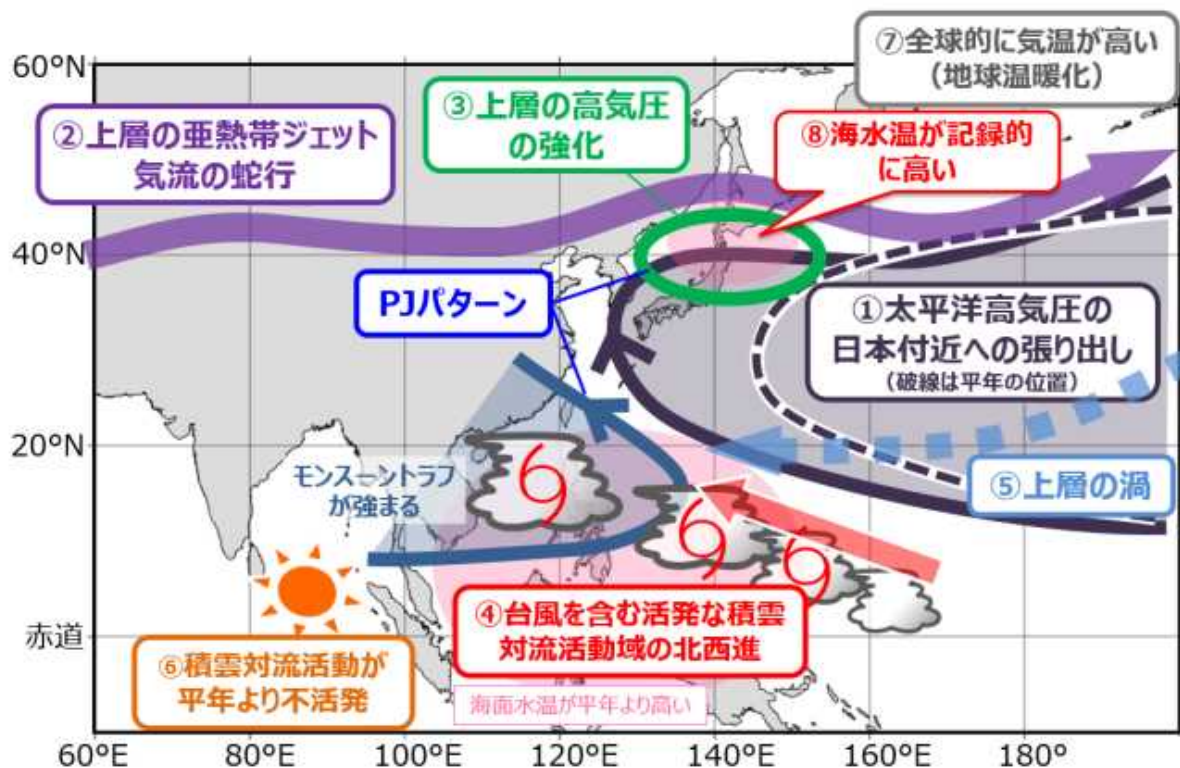 ⑦全球的に気温が高い
（地球温暖化）
60°N
③上層の高気圧
の強化
②上層の亜熱帯ジェット
気流の蛇行
⑧海水温が記録的
に高い
40°N
PJパターン
①太平洋高気圧の
日本付近への張り出し
（破線は平年の位置）
20°N
モンスーントラフ
が強まる
⑤上層の渦
④台風を含む活発な積雲
対流活動域の北西進
赤道
⑥積雲対流活動が
平年より不活発
海面水温が平年より高い
60°E 80°E 100°E 120°E 140°E 160°E 180°